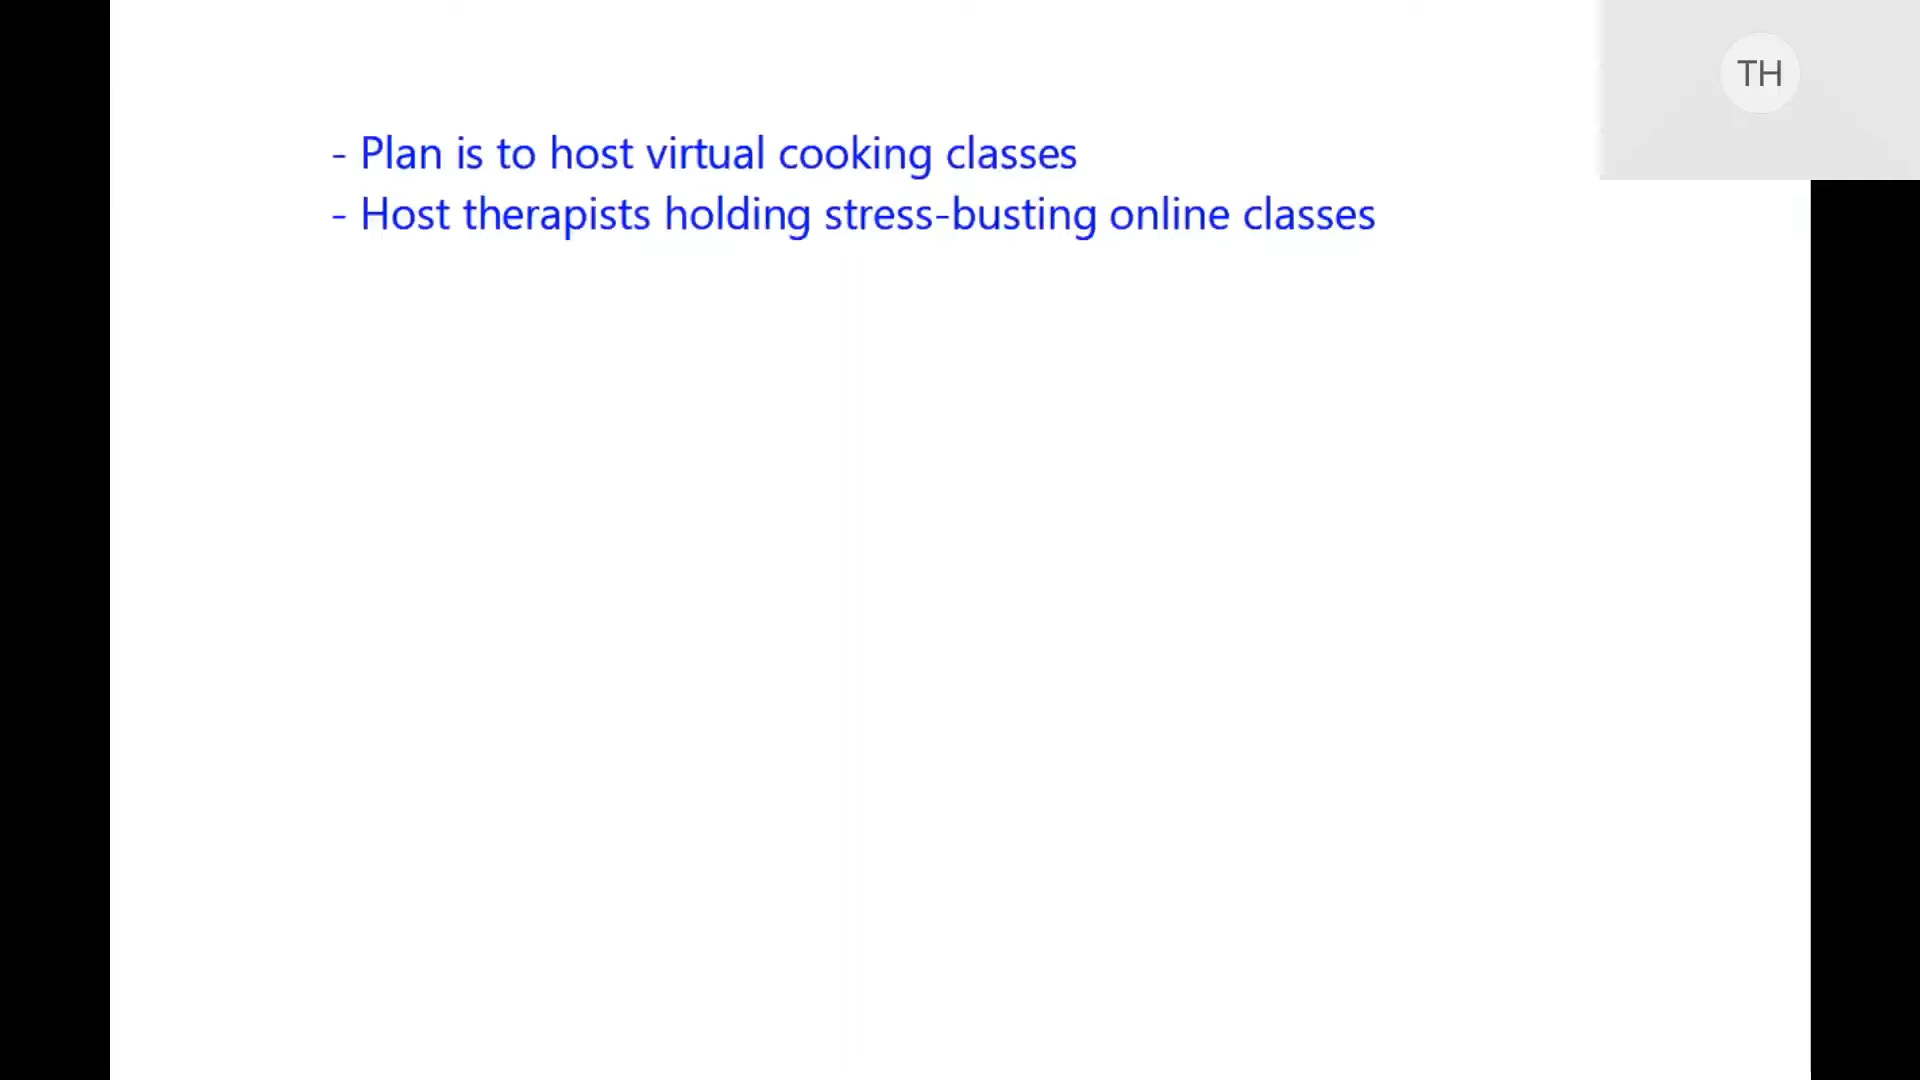 TH
- Plan is to host virtual cooking classes
- Host therapists holding stress-busting online classes